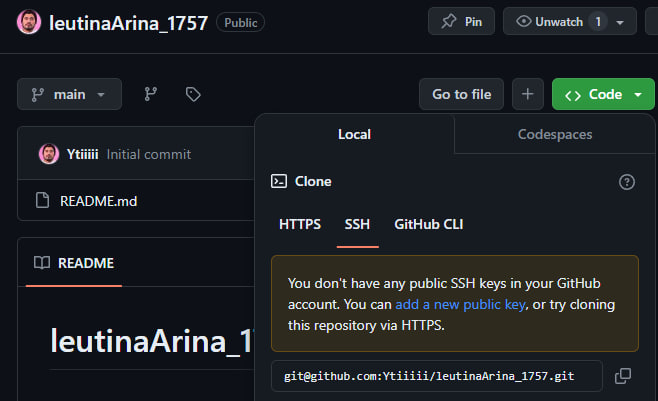 leutinaArina_1757 Public Pin Unwatch 1
main Go to file + Code
Local Codespaces
Ytiiiii Initial commit
Clone
README.md
HTTPS SSH GitHub CLI
README
You don't have any public SSH keys in your GitHub
account. You can add a new public key, or try cloning
this repository via HTTPS.
leutinaArina_1
git@github.com:Ytiiiii/leutinaArina_1757.git